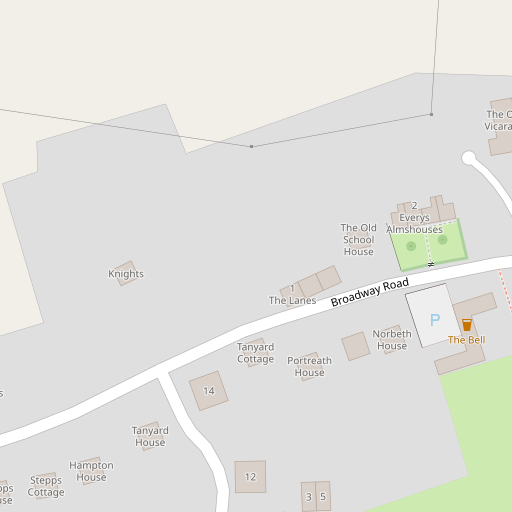 The O
Vicara
2
Everys
Almshouses
The Old
School
House
Knights
1
The Lanes
Broadway Road
P
Norbeth
House
The Bell
Tanyard
Cottage
Portreath
House
14
Tanyard
House
Hampton
House
Stepps
Cottage
12
3
5